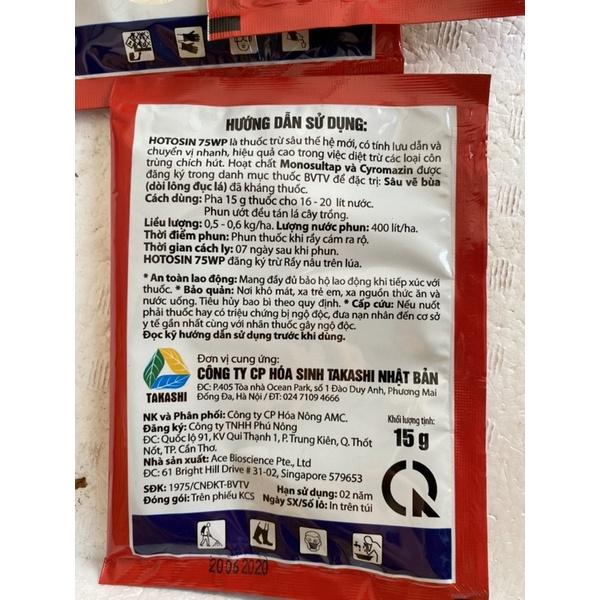 HƯỚNG DẪN SỬ DỤNG:
HOTOSIN 75WP là thuốc trừ sâu thế hệ mới, có tính lưu dẫn và
chuyển vị nhanh, hiệu quả cao trong việc diệt trừ các loại côn
trùng chích hút. Hoạt chất Monosultap và Cyromazin được
đăng ký trong danh mục thuốc BVTV để đặc trị: Sâu vẽ bùa
(dòi lòng đục lá) đã kháng thuốc.
Cách dùng: Pha 15 g thuốc cho 16 - 20 lít nước.
Phun ướt đều tán lá cây trồng.
Liều lượng: 0,5 - 0,6 kg/ha. Lượng nước phun: 400 lít/ha.
Thời điểm phun: Phun thuốc khi rầy cám ra rộ.
Thời gian cách ly: 07 ngày sau khi phun.
HOTOSIN 75WP đăng ký trừ Rầy nâu trên lúa.
* An toàn lao động: Mang đầy đủ bảo hộ lao động khi tiếp xúc với
thuốc. * Bảo quản: Nơi khô mát, xa trẻ em, xa nguồn thức ăn và
nước uống. Tiêu hủy bao bì theo quy định. * Cấp cứu: Nếu nuốt
phải thuốc hay có triệu chứng bị ngộ độc, đưa nạn nhân đến cơ sở
y tế gần nhất cùng với nhãn thuốc gây ngộ độc.
Đọc kỹ hướng dẫn sử dụng trước khi dùng.
Đơn vị cung ứng:
CÔNG TY CP HÓA SINH TAKASHI NHẬT BẢN
ĐC: P.405 Tòa nhà Ocean Park, số 1 Đào Duy Anh, Phương Mai
Đống Đa, Hà Nội / ĐT: 024 7109 4666
TAKASHI
NK và Phân phối: Công ty CP Hóa Nông AMC.
Đăng ký: Công ty TNHH Phú Nông
ĐC: Quốc lộ 91, KV Qui Thạnh 1, P. Trung Kiên, Q. Thốt
Nốt, TP. Cần Thơ.
Nhà sản xuất: Ace Bioscience Pte., Ltd
ĐC: 61 Bright Hill Drive # 31-02, Singapore 579653
SĐK: 1975/CNĐKT-BVTV
Đóng gói: Trên phiếu KCS
Hạn sử dụng: 02 năm
Ngày SX/Số lô: In trên túi
Khối lượng tịnh:
15 g
20 06 2020